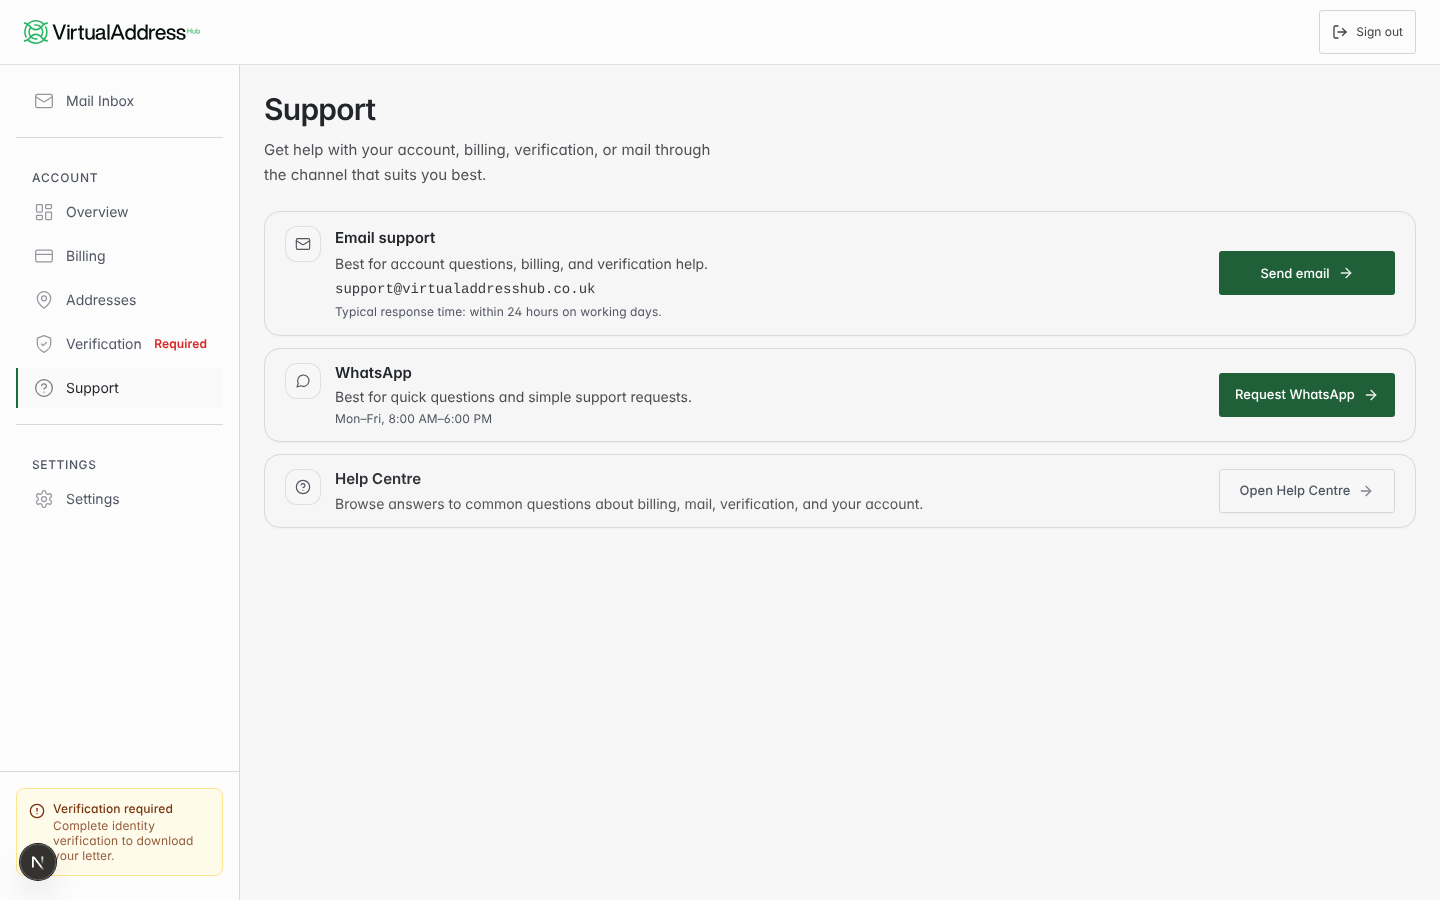 VirtualAddressHub
Sign out
Mail Inbox
ACCOUNT
Overview
Billing
Addresses
Verification Required
Support
SETTINGS
Settings
Verification required
Complete identity
verification to download
your letter.
N
Support
Get help with your account, billing, verification, or mail through
the channel that suits you best.
Email support
Best for account questions, billing, and verification help.
support@virtualaddresshub.co.uk
Typical response time: within 24 hours on working days.
Send email
WhatsApp
Best for quick questions and simple support requests.
Mon–Fri, 8:00 AM–6:00 PM
Request WhatsApp
Help Centre
Browse answers to common questions about billing, mail, verification, and your account.
Open Help Centre